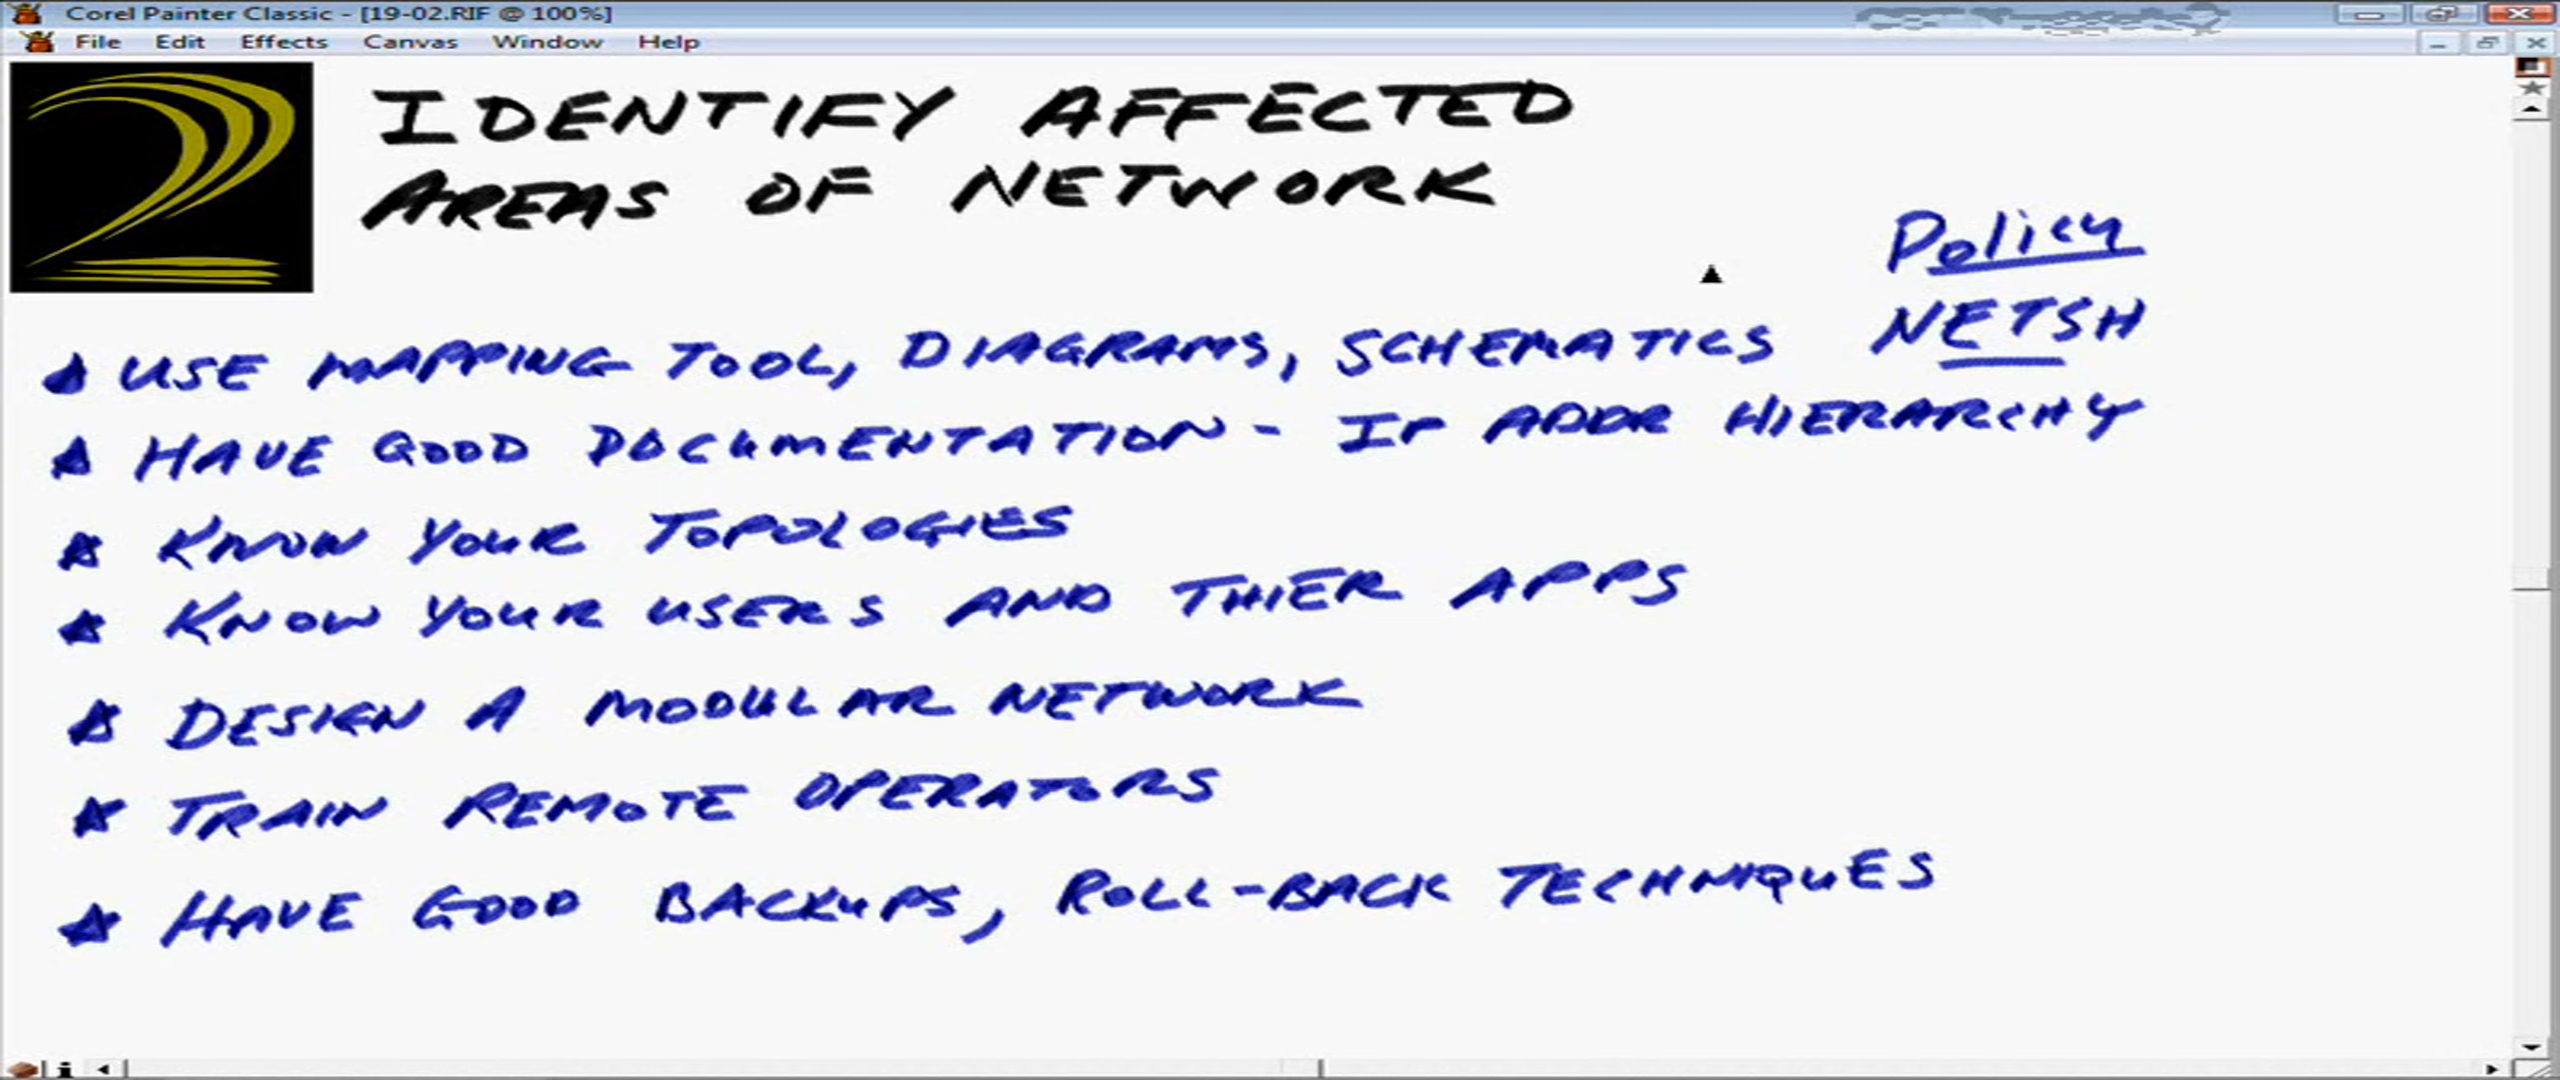 Corel Painter Classic - [19-02.RIF @ 100%]
File Edit Effects Canvas Window Help
2
IDENTIFY AFFECTED
AREAS OF NETWORK
Policy
NETSH
USE MAPPING TOOL, DIAGRAMS, SCHEMATICS
HAVE GOOD DOCUMENTATION - IP ADDR HIERARCHY
KNOW YOUR TOPOLOGIES
KNOW YOUR USERS AND THIER APPS
DESIGN A MODULAR NETWORK
TRAIN REMOTE OPERATORS
HAVE GOOD BACKUPS, ROLL-BACK TECHNIQUES